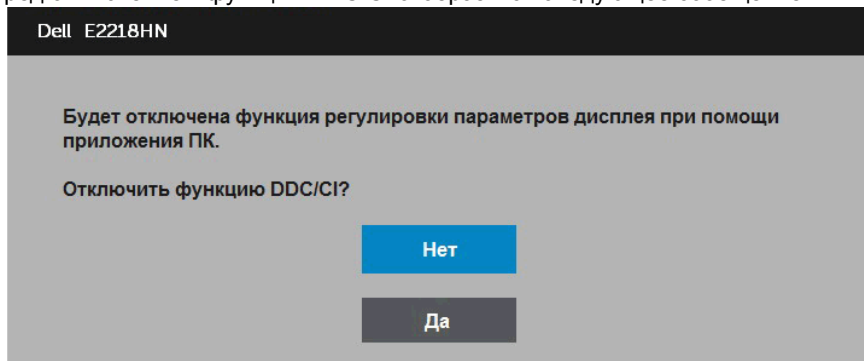 Dell E2218HN
Будет отключена функция регулировки параметров дисплея при помощи
приложения ПК.
Отключить функцию DDC/CI?
Нет
Да